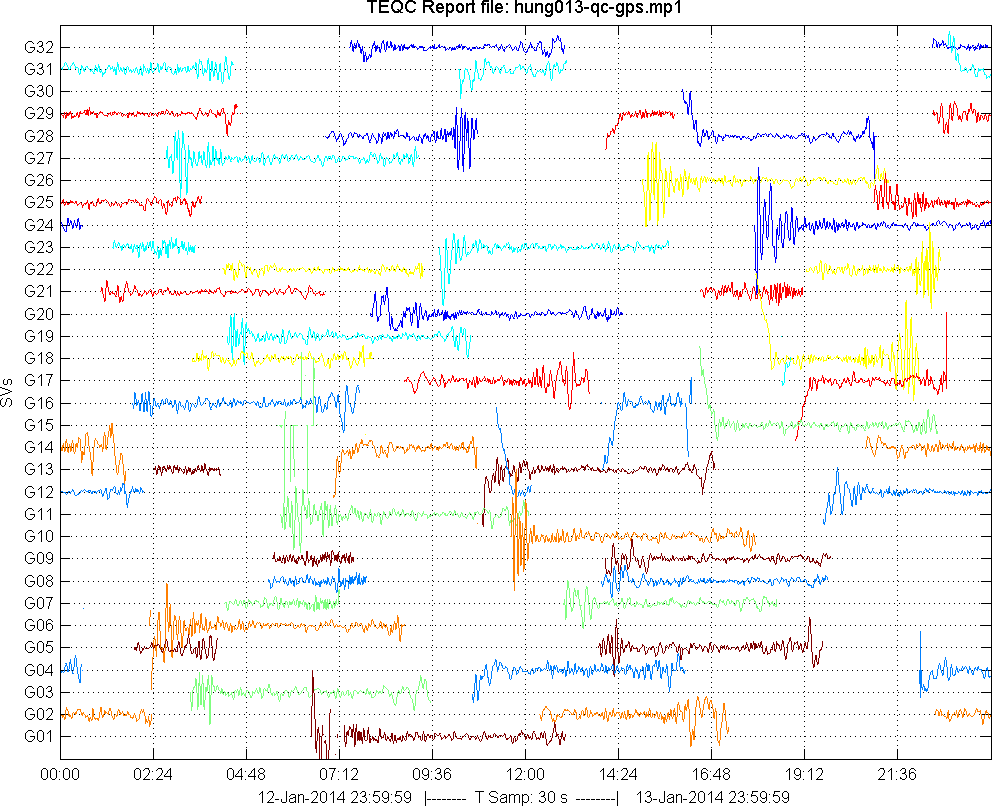 TEQC Report file: hung013-qc-gps.mp1
G32
G31
G30
G29
G28
G27
G26
G25
G24
G23
G22
G21
G20
G19
G18
G17
G16
G15
G14
G13
G12
G11
G10
G09
G08
G07
G06
G05
G04
G03
G02
G01
SVs
00:00 02:24 04:48 07:12 09:36 12:00 14:24 16:48 19:12 21:36
12-Jan-2014 23:59:59 |-------- T Samp: 30 s --------| 13-Jan-2014 23:59:59